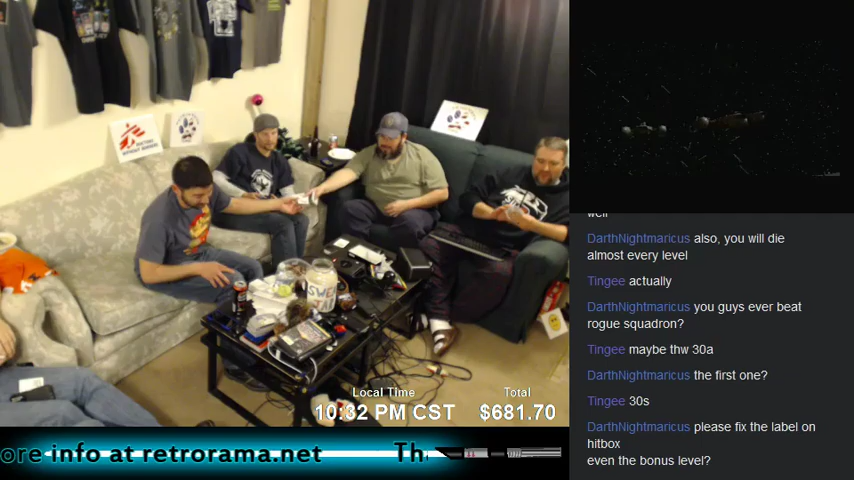 well
DarthNightmaricus also, you will die
almost every level
Tingee actually
DarthNightmaricus you guys ever beat
rogue squadron?
Tingee maybe thw 30a
DarthNightmaricus the first one?
Tingee 30s
DarthNightmaricus please fix the label on
hitbox
even the bonus level?
Local Time
10:32 PM CST
Total
$681.70
ore info at retrorama.net Th